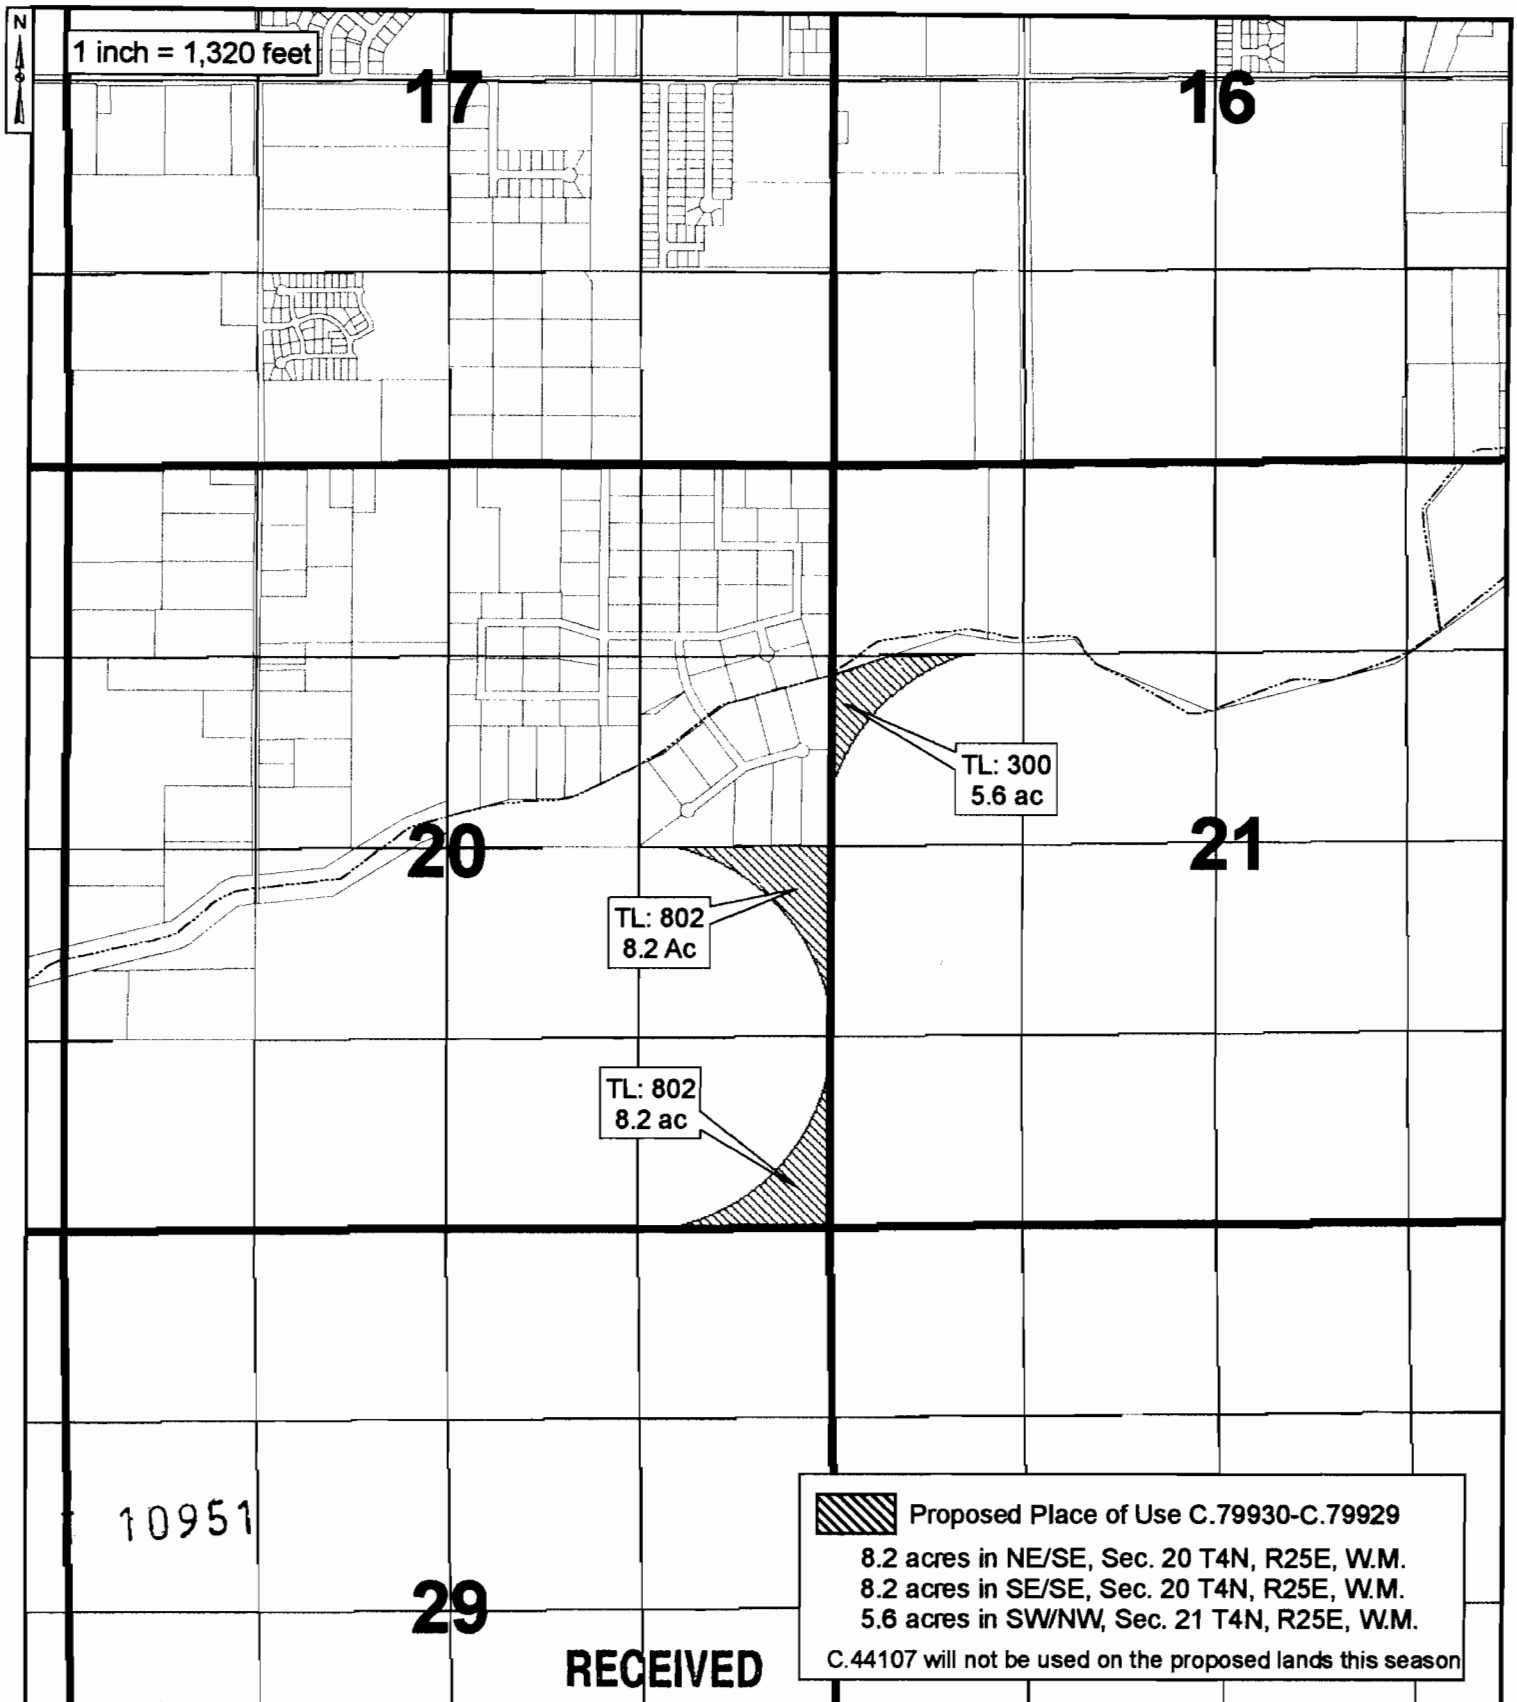 N
1 inch = 1,320 feet
17
16
TL: 300
5.6 ac
20
21
TL: 802
8.2 Ac
TL: 802
8.2 ac
10951
Proposed Place of Use C.79930-C.79929
8.2 acres in NE/SE, Sec. 20 T4N, R25E, W.M.
8.2 acres in SE/SE, Sec. 20 T4N, R25E, W.M.
5.6 acres in SW/NW, Sec. 21 T4N, R25E, W.M.
C.44107 will not be used on the proposed lands this season
29
RECEIVED